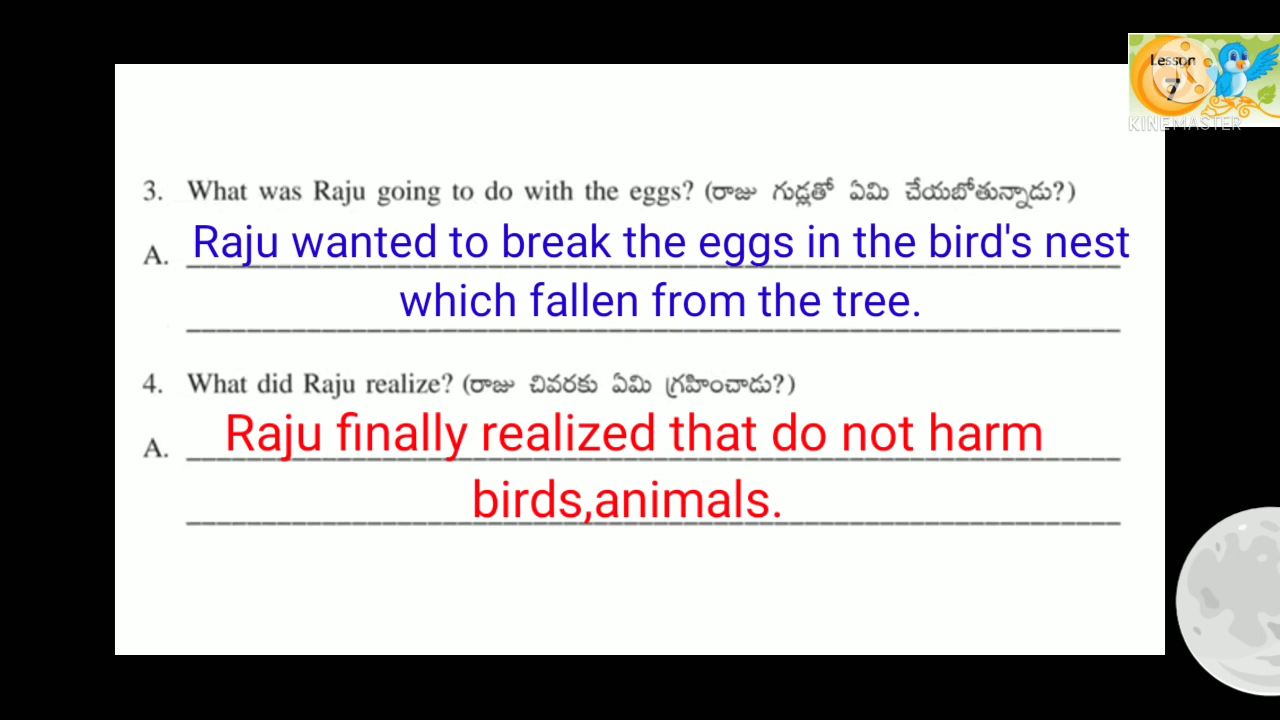 Lesson
7
KINEMASTER
3. What was Raju going to do with the eggs? (రాజు గుడ్లతో ఏమి చేయబోతున్నాడు?)
A. Raju wanted to break the eggs in the bird's nest
which fallen from the tree.
4. What did Raju realize? (రాజు చివరకు ఏమి గ్రహించాడు?)
A. Raju finally realized that do not harm
birds,animals.